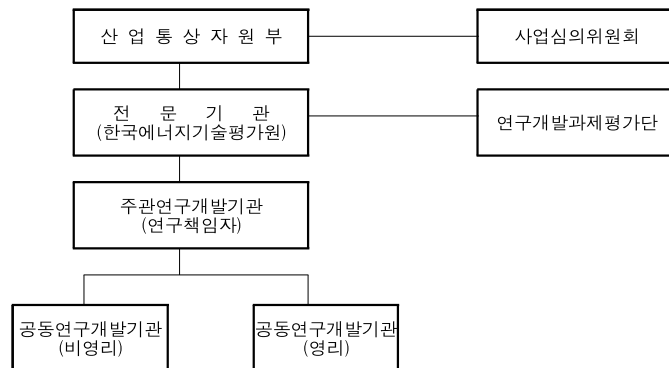 산 업 통 상 자 원 부
사업심의위원회
전 문 기 관
(한국에너지기술평가원)
연구개발과제평가단
주관연구개발기관
(연구책임자)
공동연구개발기관
(비영리)
공동연구개발기관
(영리)